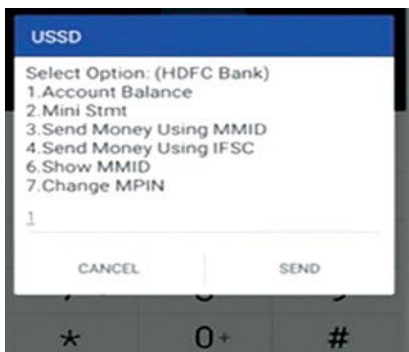 USSD
Select Option: (HDFC Bank)
1.Account Balance
2.Mini Stmt
3.Send Money Using MMID
4.Send Money Using IFSC
6.Show MMID
7.Change MPIN
1
CANCEL SEND
* 0+ #